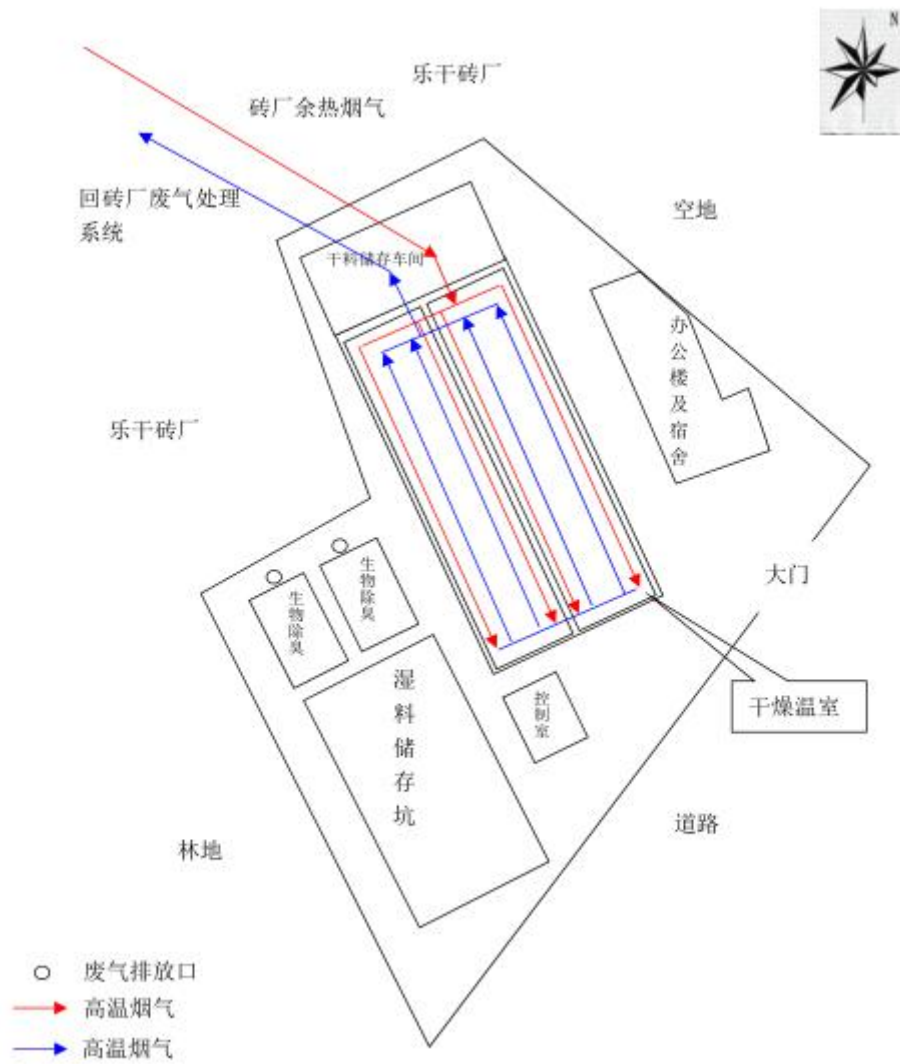 N
乐干砖厂
砖厂余热烟气
回砖厂废气处理
系统
空地
干料储存车间
办公楼及宿舍
乐干砖厂
生物除臭
生物除臭
大门
湿料储存坑
控制室
干燥温室
道路
林地
废气排放口
高温烟气
高温烟气